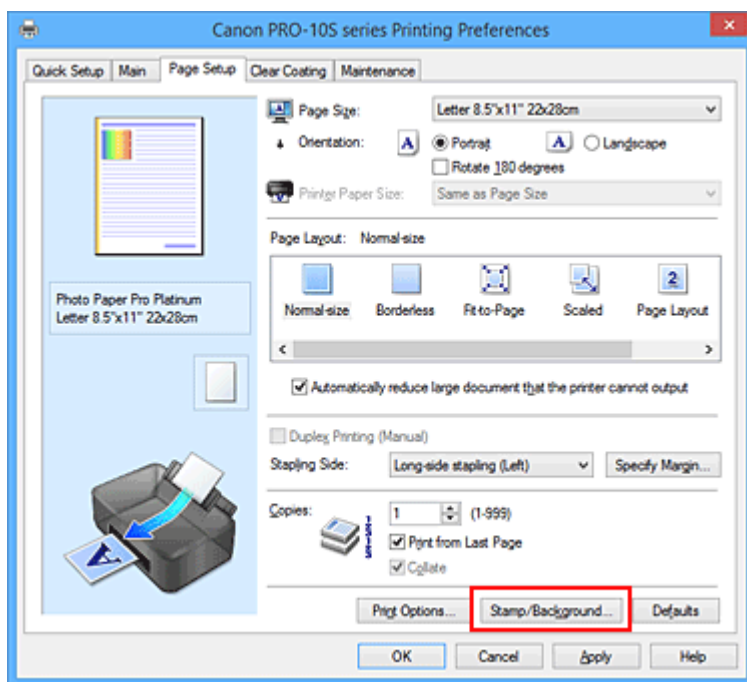 Canon PRO-10S series Printing Preferences
Quick Setup Main Page Setup Clear Coating Maintenance
Page Size: Letter 8.5"x11" 22x28cm
Orientation: A Portrait A Landscape
Rotate 180 degrees
Printer Paper Size: Same as Page Size
Page Layout: Normal-size
2
Normal-size Borderless Fit-to-Page Scaled Page Layout
Photo Paper Pro Platinum
Letter 8.5"x11" 22x28cm
Automatically reduce large document that the printer cannot output
Duplex Printing (Manual)
Stapling Side: Long-side stapling (Left) Specify Margin...
Copies: 1 (1-999)
Print from Last Page
Collate
A
Print Options... Stamp/Background... Defaults
OK Cancel Apply Help